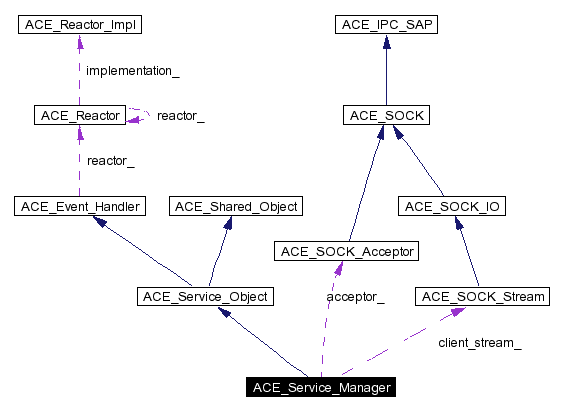 ACE_Reactor_Impl
ACE_IPC_SAP
implementation_
ACE_Reactor
reactor_
ACE_SOCK
reactor_
ACE_Event_Handler
ACE_Shared_Object
ACE_SOCK_IO
ACE_SOCK_Acceptor
ACE_Service_Object
acceptor_
ACE_SOCK_Stream
client_stream_
ACE_Service_Manager